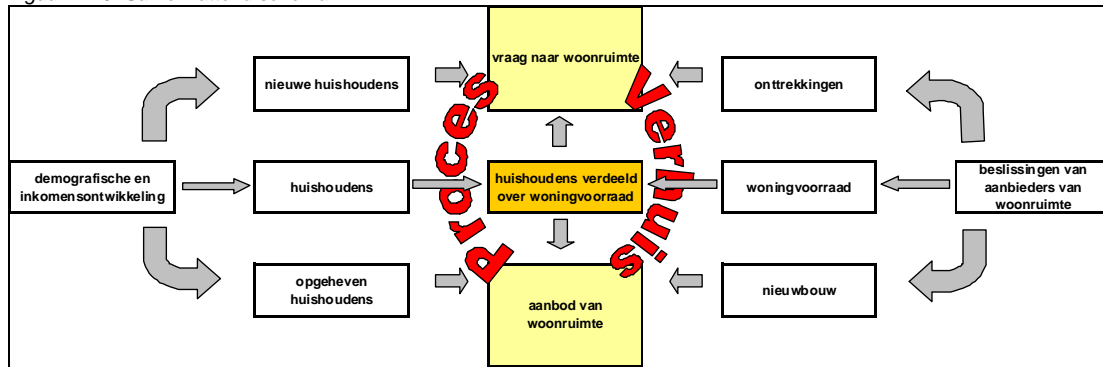 vraag naar woonruimte
nieuwe huishoudens
onttrekkingen
Proces
Verhuis
demografische en
inkomensontwikkeling
huishoudens
huishoudens verdeeld
over woningvoorraad
woningvoorraad
beslissingen van
aanbieders van
woonruimte
opgeheven
huishoudens
aanbod van
woonruimte
nieuwbouw